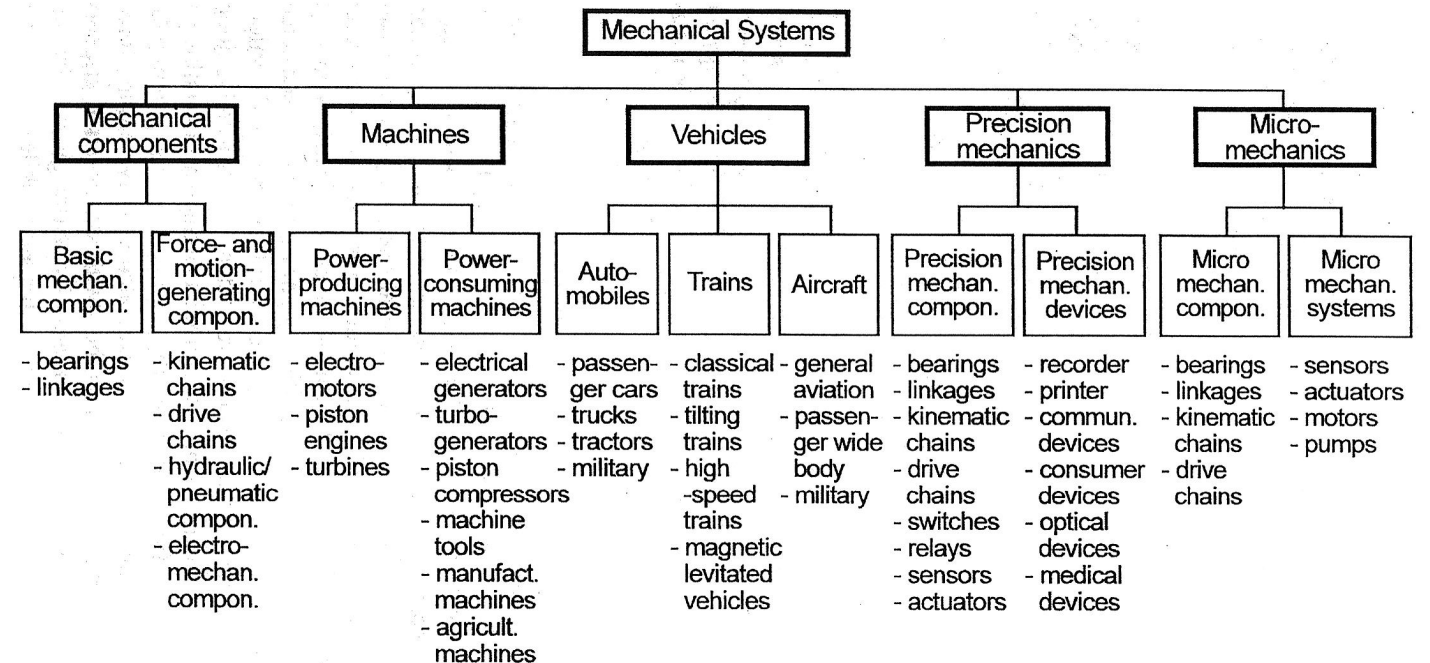 Mechanical Systems
Mechanical
components
Machines
Vehicles
Precision
mechanics
Micro-
mechanics
Basic
mechan.
compon.
Force- and
motion-
generating
compon.
Power-
producing
machines
Power-
consuming
machines
Auto-
mobiles
Trains
Aircraft
Precision
mechan.
compon.
Precision
mechan.
devices
Micro
mechan.
compon.
Micro
mechan.
systems
- bearings
- linkages
- kinematic
chains
- drive
chains
- hydraulic/
pneumatic
compon.
- electro-
mechan.
compon.
- electro-
motors
- piston
engines
- turbines
- electrical
generators
- turbo-
generators
- piston
compressors
- machine
tools
- manufact.
machines
- agricult.
machines
- passen-
ger cars
- trucks
- tractors
- military
- classical
trains
- tilting
trains
- high
-speed
trains
- magnetic
levitated
vehicles
- general
aviation
- passen-
ger wide
body
- military
- bearings
- linkages
- kinematic
chains
- drive
chains
- switches
- relays
- sensors
- actuators
- recorder
- printer
- commun.
devices
- consumer
devices
- optical
devices
- medical
devices
- bearings
- linkages
- kinematic
chains
- drive
chains
- sensors
- actuators
- motors
- pumps